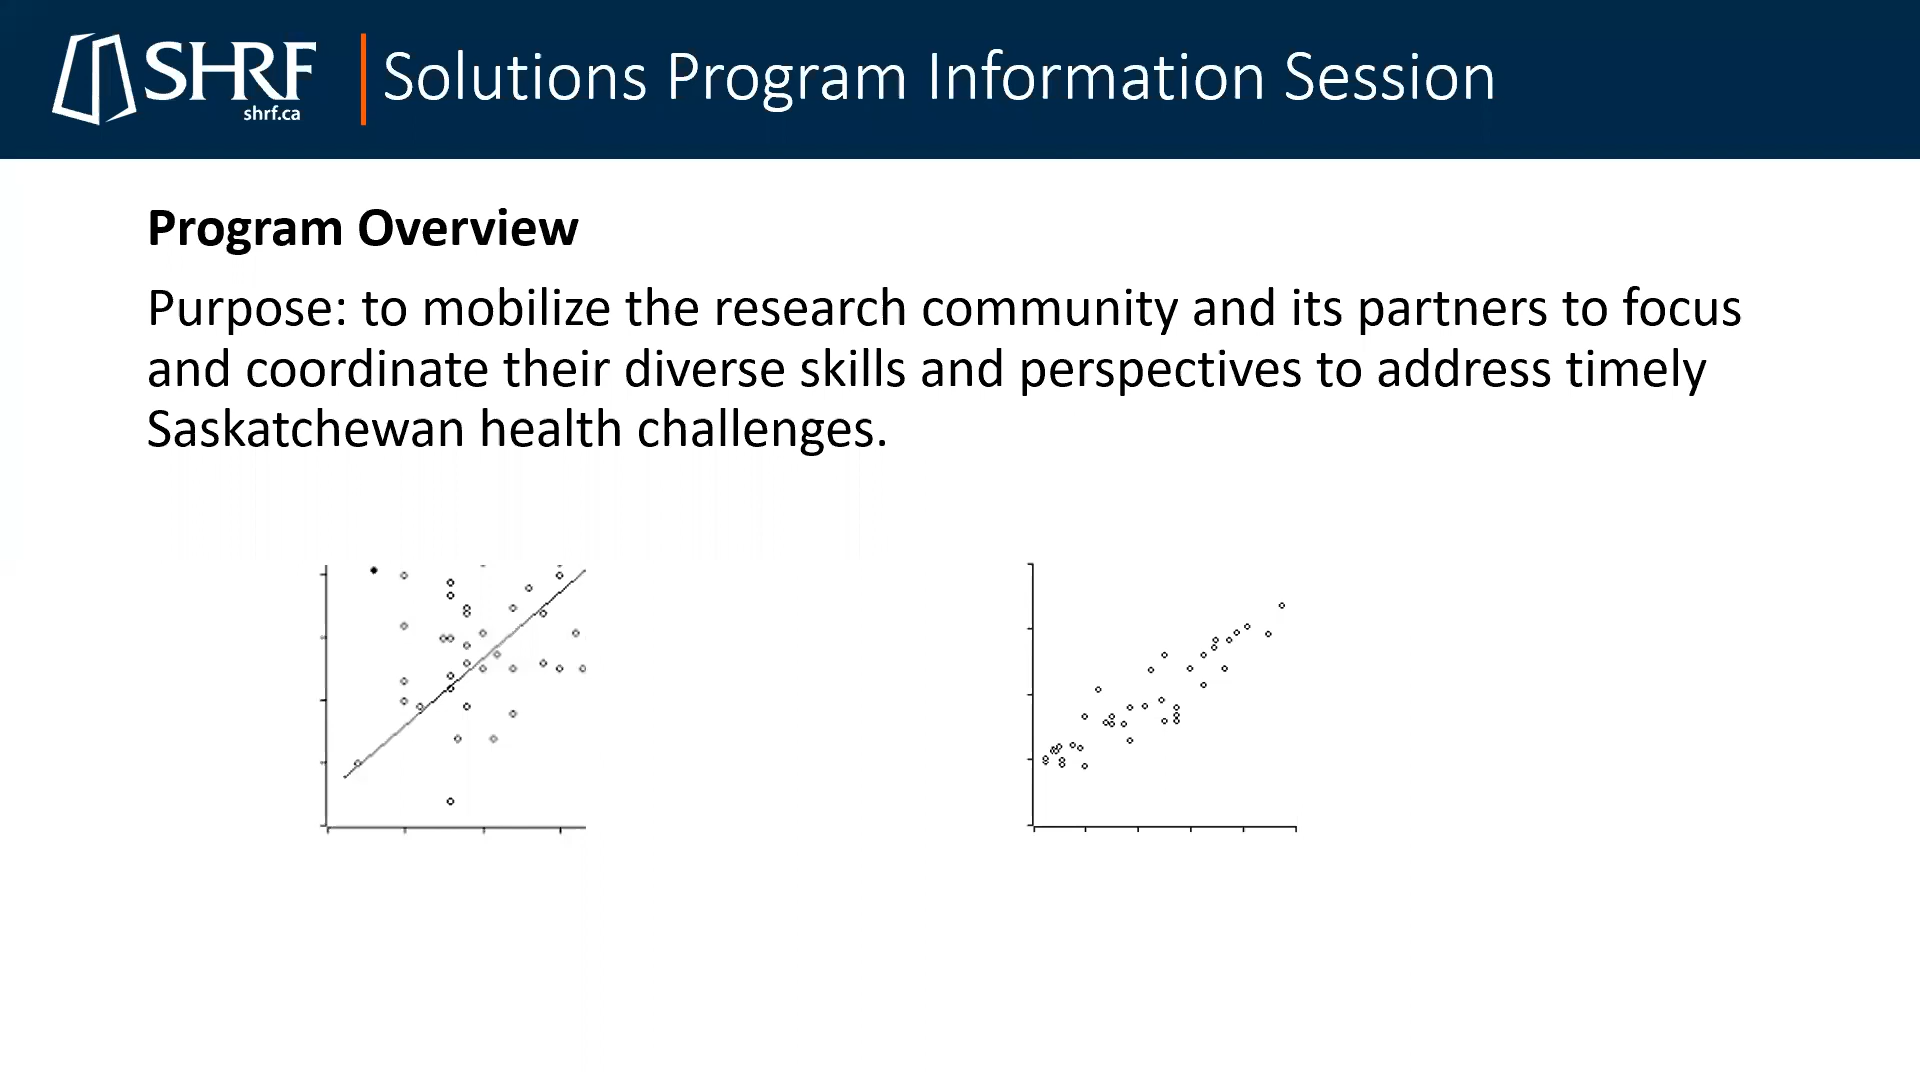 SHRF
shrf.ca
Solutions Program Information Session
Program Overview
Purpose: to mobilize the research community and its partners to focus
and coordinate their diverse skills and perspectives to address timely
Saskatchewan health challenges.